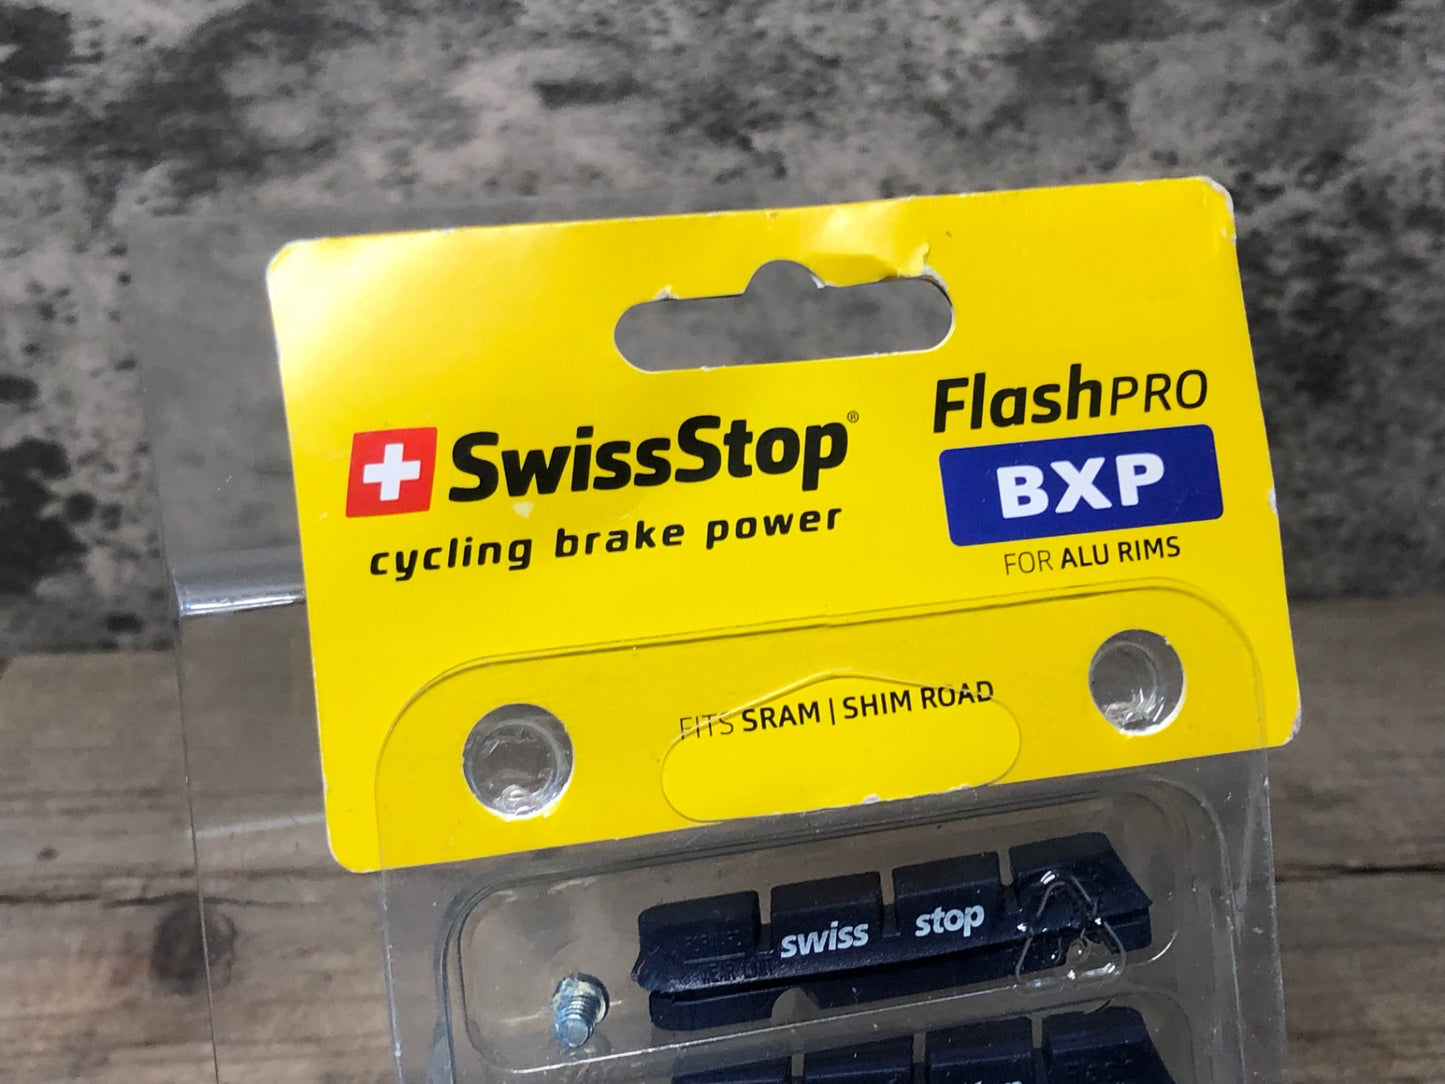 SwissStop®
cycling brake power
FlashPRO
BXP
FOR ALU RIMS
FITS SRAM | SHIM ROAD
swiss stop